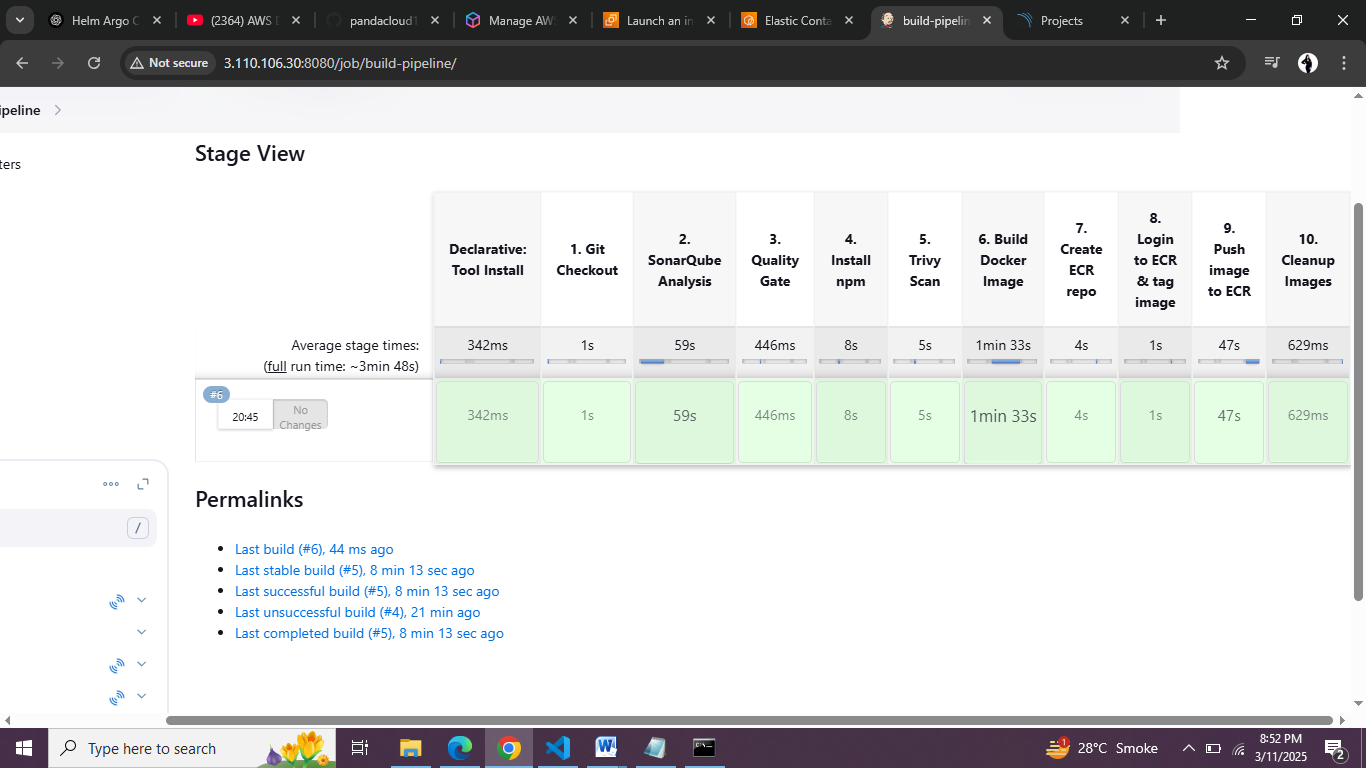 Helm Argo C
(2364) AWS D
pandacloud1
Manage AWS
Launch an in
Elastic Conta
build-pipelin
Projects
Not secure
3.110.106.30:8080/job/build-pipeline/
ipeline
ters
Stage View
Declarative: Tool Install
1. Git Checkout
2. SonarQube Analysis
3. Quality Gate
4. Install npm
5. Trivy Scan
6. Build Docker Image
7. Create ECR repo
8. Login to ECR & tag image
9. Push image to ECR
10. Cleanup Images
Average stage times: 342ms 1s 59s 446ms 8s 5s 1min 33s 4s 1s 47s 629ms
(full run time: ~3min 48s)
#6
20:45 No Changes 342ms 1s 59s 446ms 8s 5s 1min 33s 4s 1s 47s 629ms
Permalinks
/
Last build (#6), 44 ms ago
Last stable build (#5), 8 min 13 sec ago
Last successful build (#5), 8 min 13 sec ago
Last unsuccessful build (#4), 21 min ago
Last completed build (#5), 8 min 13 sec ago
Type here to search
1
28°C Smoke
8:52 PM
3/11/2025
2